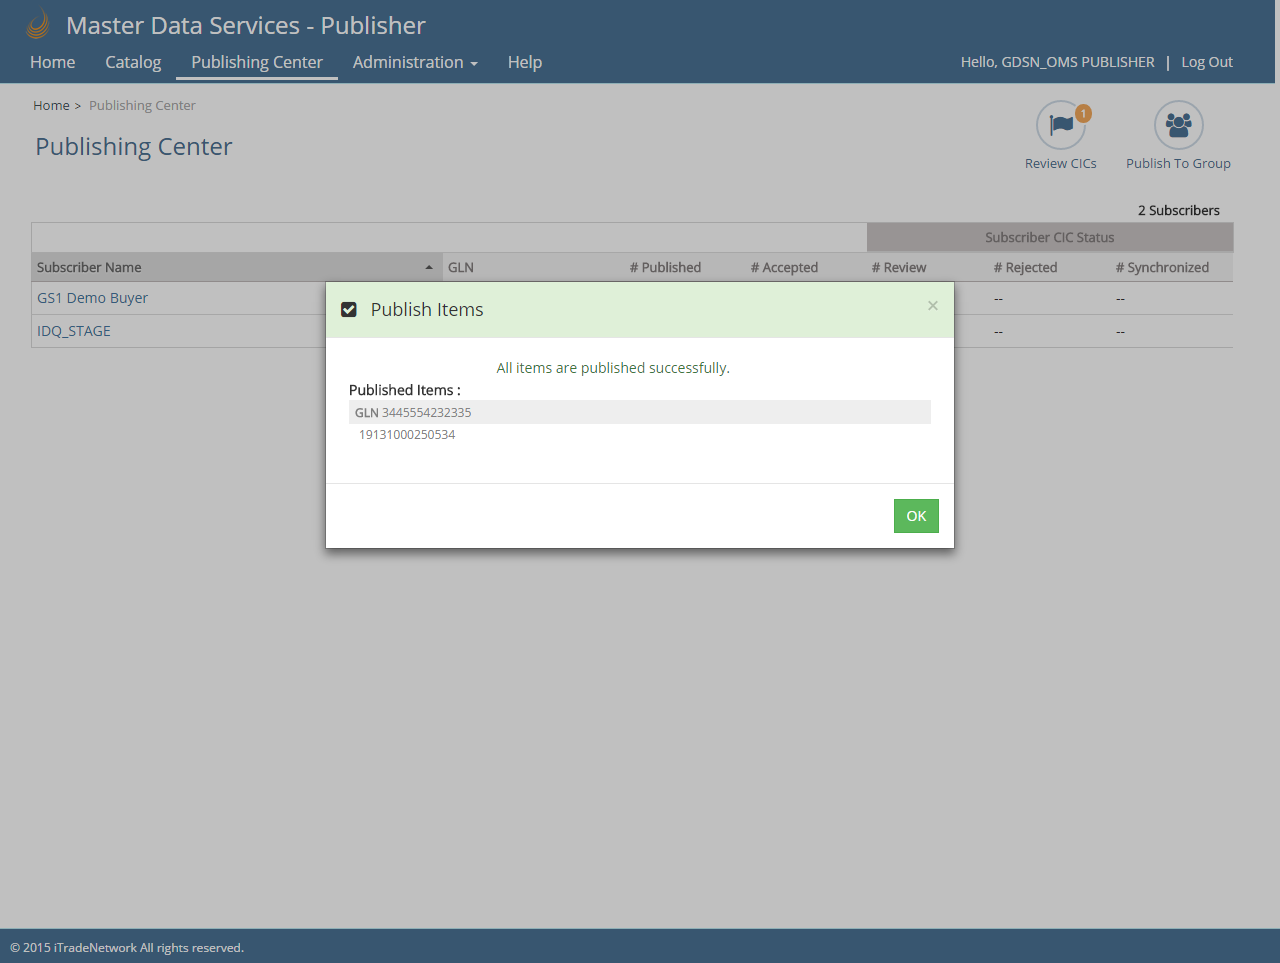 Master Data Services - Publisher
Home Catalog Publishing Center Administration Help
Hello, GDSN_OMS PUBLISHER | Log Out
Home > Publishing Center
Publishing Center
1
Review CICs
Publish To Group
2 Subscribers
Subscriber CIC Status
Subscriber Name GLN # Published # Accepted # Review # Rejected # Synchronized
GS1 Demo Buyer -- --
IDQ_STAGE -- --
Publish Items ×
All items are published successfully.
Published Items :
GLN 3445554232335
19131000250534
OK
© 2015 iTradeNetwork All rights reserved.